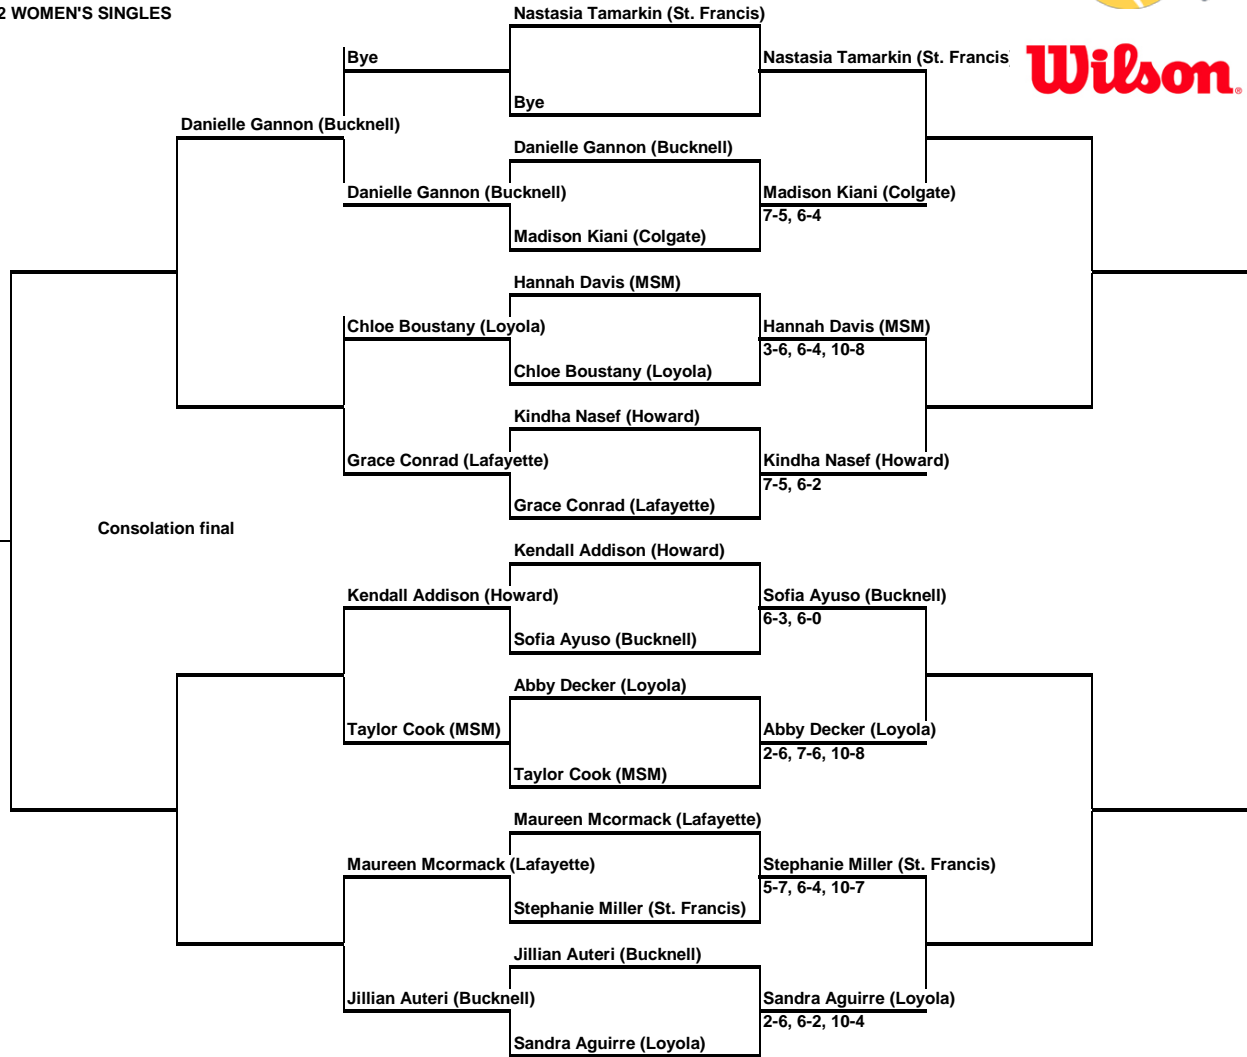 2 WOMEN'S SINGLES
Nastasia Tamarkin (St. Francis)
Bye
Nastasia Tamarkin (St. Francis
Wilson
Bye
Danielle Gannon (Bucknell)
Danielle Gannon (Bucknell)
Danielle Gannon (Bucknell)
Madison Kiani (Colgate)
7-5, 6-4
Madison Kiani (Colgate)
Hannah Davis (MSM)
Chloe Boustany (Loyola)
Hannah Davis (MSM)
3-6, 6-4, 10-8
Chloe Boustany (Loyola)
Kindha Nasef (Howard)
Grace Conrad (Lafayette)
Kindha Nasef (Howard)
7-5, 6-2
Grace Conrad (Lafayette)
Consolation final
Kendall Addison (Howard)
Kendall Addison (Howard)
Sofia Ayuso (Bucknell)
6-3, 6-0
Sofia Ayuso (Bucknell)
Abby Decker (Loyola)
Taylor Cook (MSM)
Abby Decker (Loyola)
2-6, 7-6, 10-8
Taylor Cook (MSM)
Maureen Mcormack (Lafayette)
Maureen Mcormack (Lafayette)
Stephanie Miller (St. Francis)
5-7, 6-4, 10-7
Stephanie Miller (St. Francis)
Jillian Auteri (Bucknell)
Jillian Auteri (Bucknell)
Sandra Aguirre (Loyola)
2-6, 6-2, 10-4
Sandra Aguirre (Loyola)